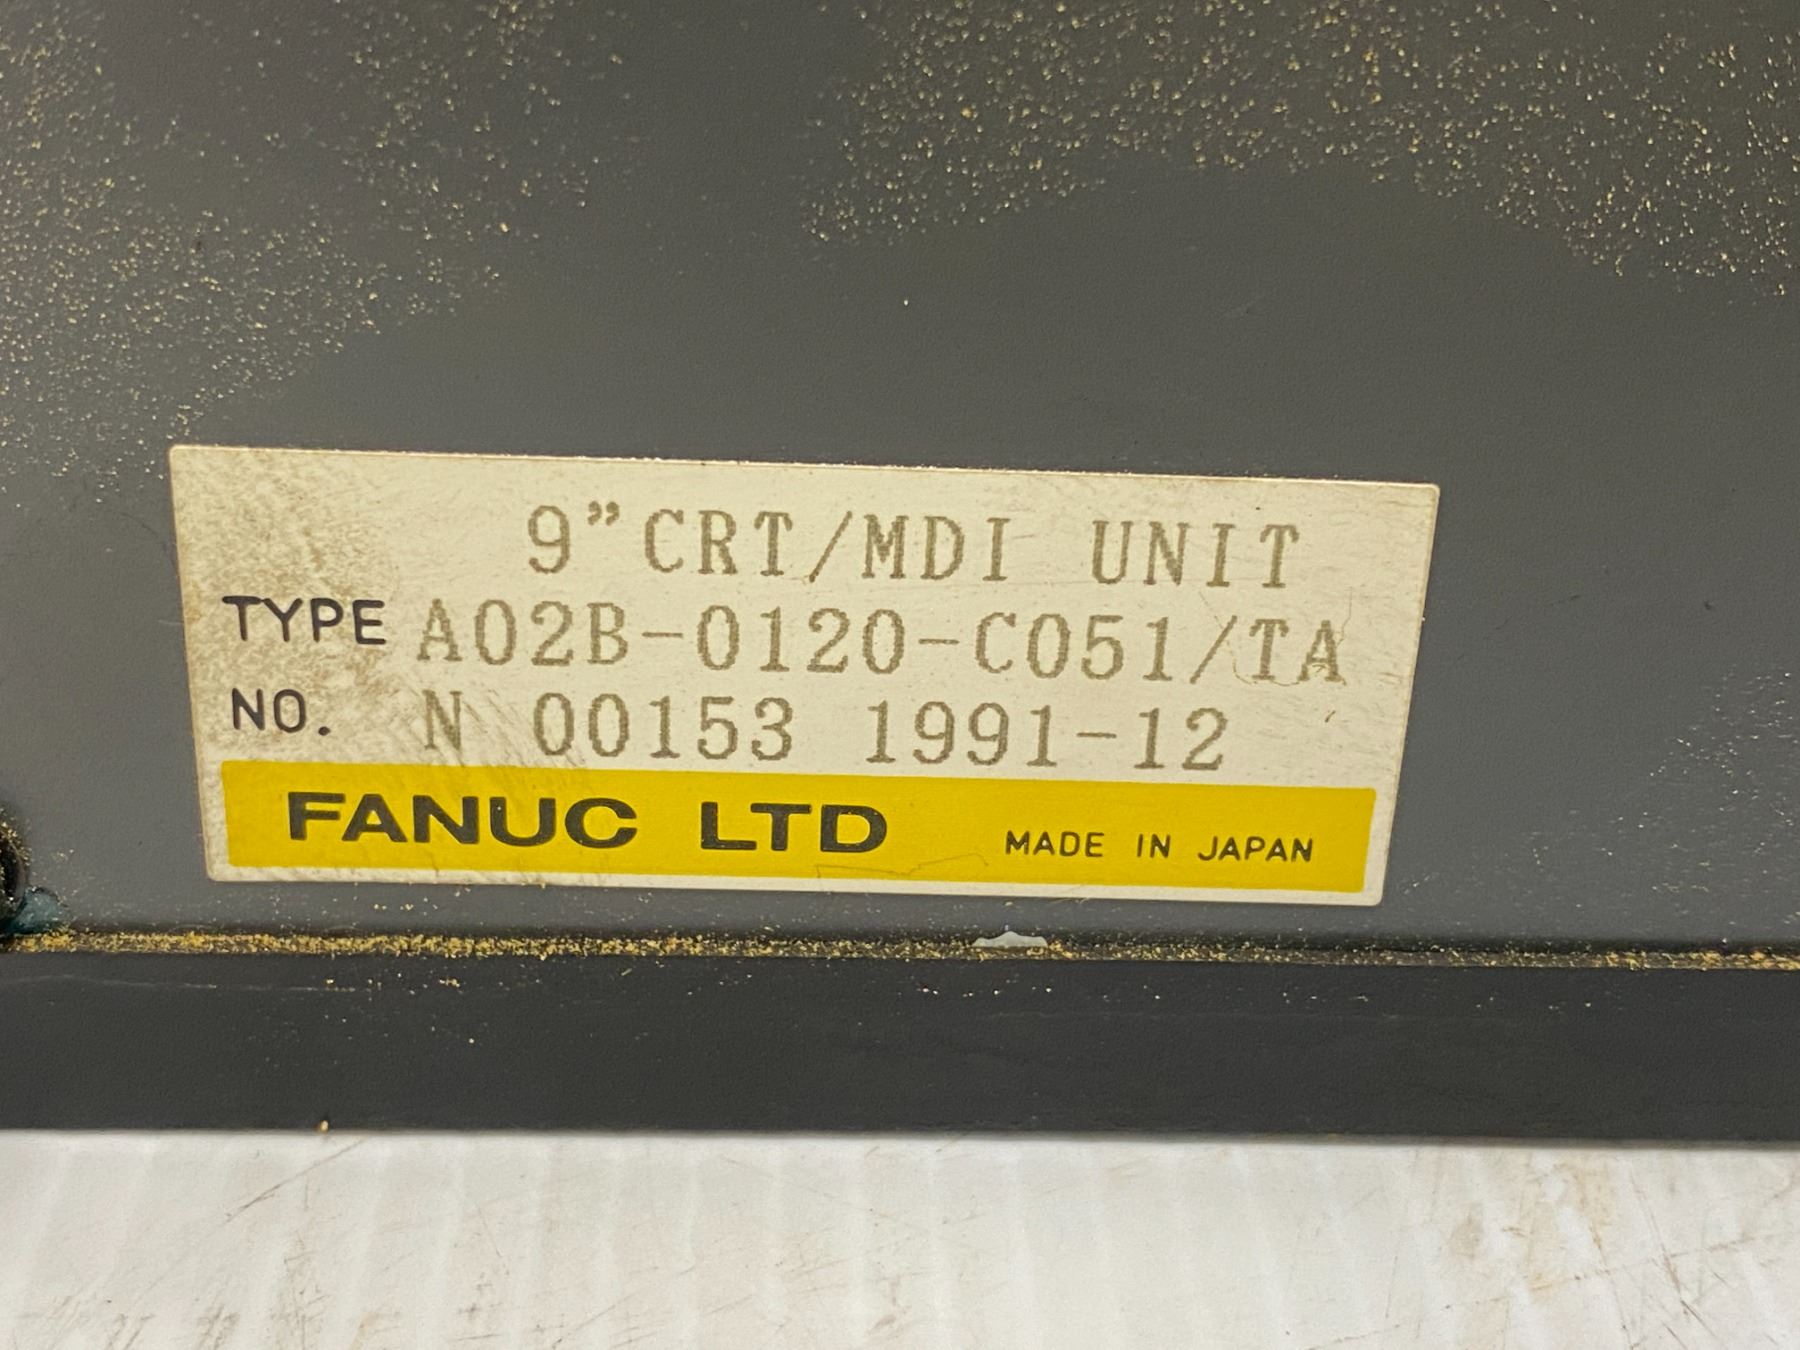 9”CRT/MDI UNIT
TYPE A02B-0120-C051/TA
NO. N 00153 1991-12
FANUC LTD MADE IN JAPAN